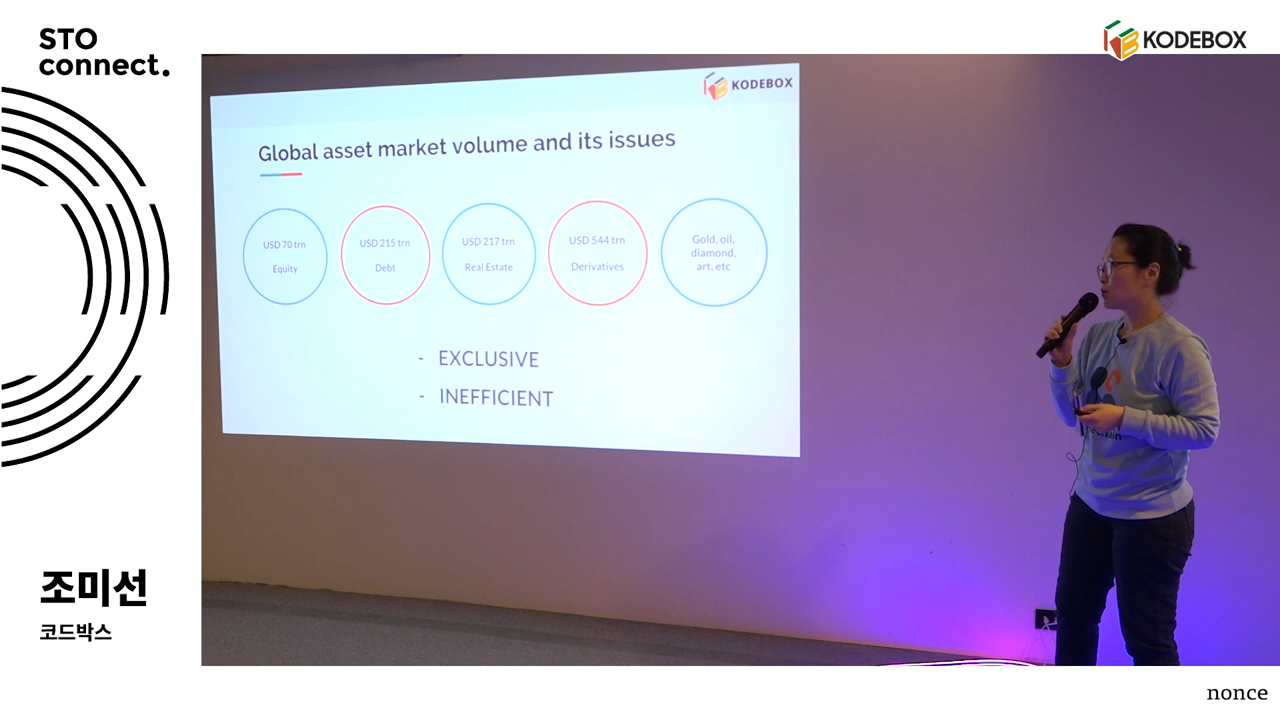 STO
connect.
KODEBOX
KODEBOX
Global asset market volume and its issues
USD 70 trn
Equity
USD 215 trn
Debt
USD 217 trn
Real Estate
USD 544 trn
Derivatives
Gold, oil,
diamond,
art, etc
- EXCLUSIVE
- INEFFICIENT
조미선
코드박스
nonce